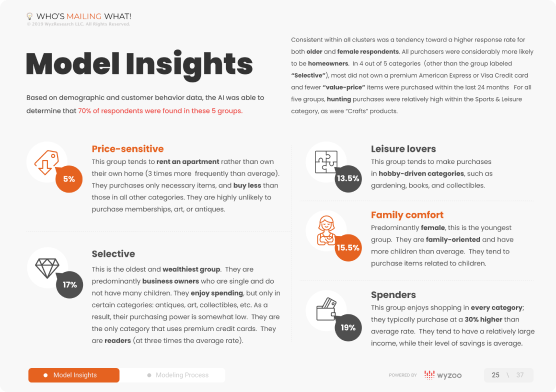 WHO'S MAILING WHAT!
© 2023 WonResearch LLC, All Rights Reserved.
Model Insights
Based on demographic and customer behavior data, the AI was able to
determine that 70% of respondents were found in these 5 groups.
Consistent within all clusters was a tendency toward a higher response rate for
both older and female respondents. All purchasers were considerably more likely
to be homeowners. In 4 out of 5 categories (other than the group labeled
"Selective"), most did not own a premium American Express or Visa Credit card
and fewer "value-price" items were purchased within the last 24 months For all
five groups, hunting purchases were relatively high within the Sports & Leisure
category, as were "Crafts" products.
5%
Price-sensitive
This group tends to rent an apartment rather than own
their own home (3 times more frequently than average).
They purchase only necessary items, and buy less than
those in all other categories. They are highly unlikely to
purchase memberships, art, or antiques.
17%
Selective
This is the oldest and wealthiest group. They are
predominantly business owners who are single and do
not have many children. They enjoy spending, but only in
certain categories: antiques, art, collectibles, etc. As a
result, their purchasing power is somewhat low. They are
the only category that uses premium credit cards. They
are readers (at three times the average rate).
13.5%
Leisure lovers
This group tends to make purchases
in hobby-driven categories, such as
gardening, books, and collectibles.
15.5%
Family comfort
Predominantly female, this is the youngest
group. They are family-oriented and have
more children than average. They tend to
purchase items related to children.
19%
Spenders
This group enjoys shopping in every category;
they typically purchase at a 30% higher than
average rate. They tend to have a relatively large
income, while their level of savings is average.
Model Insights
Modeling Process
POWERED BY wyzoo
25 \ 37